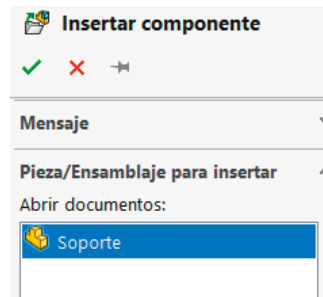 Insertar componente
Mensaje
Pieza/Ensamblaje para insertar
Abrir documentos:
Soporte